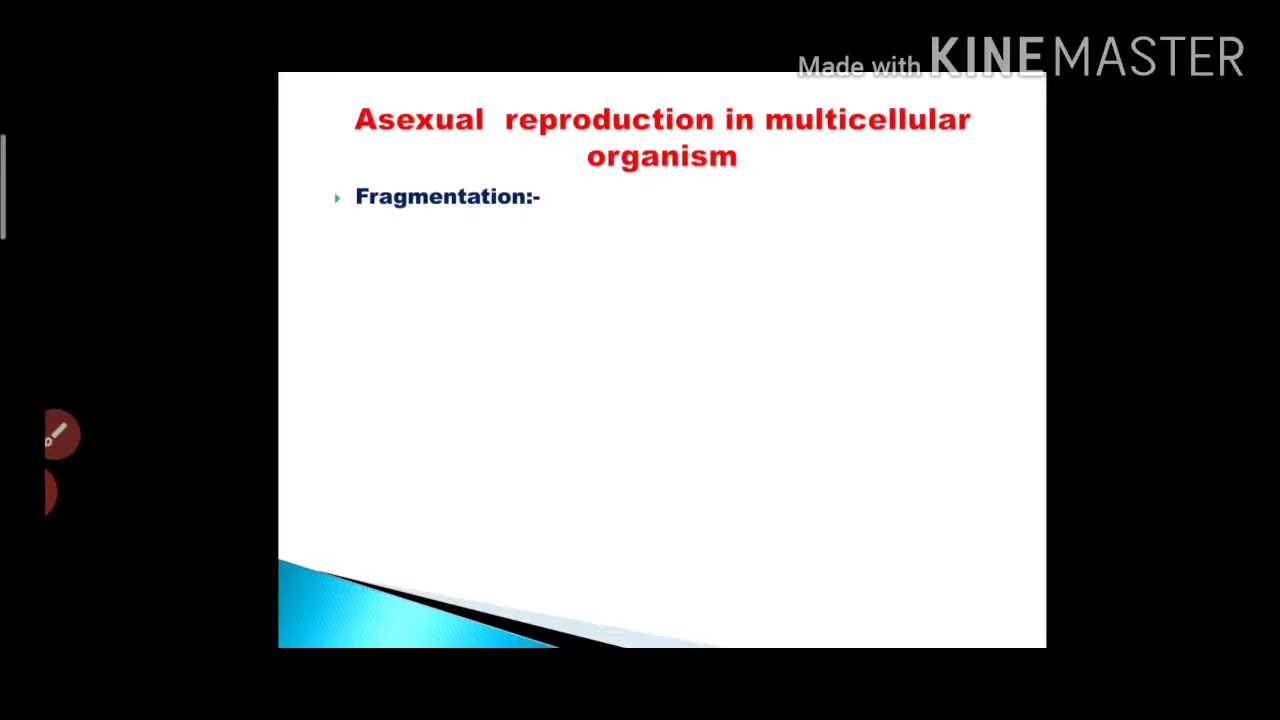 Made with KINEMASTER
Asexual reproduction in multicellular
organism
Fragmentation:-